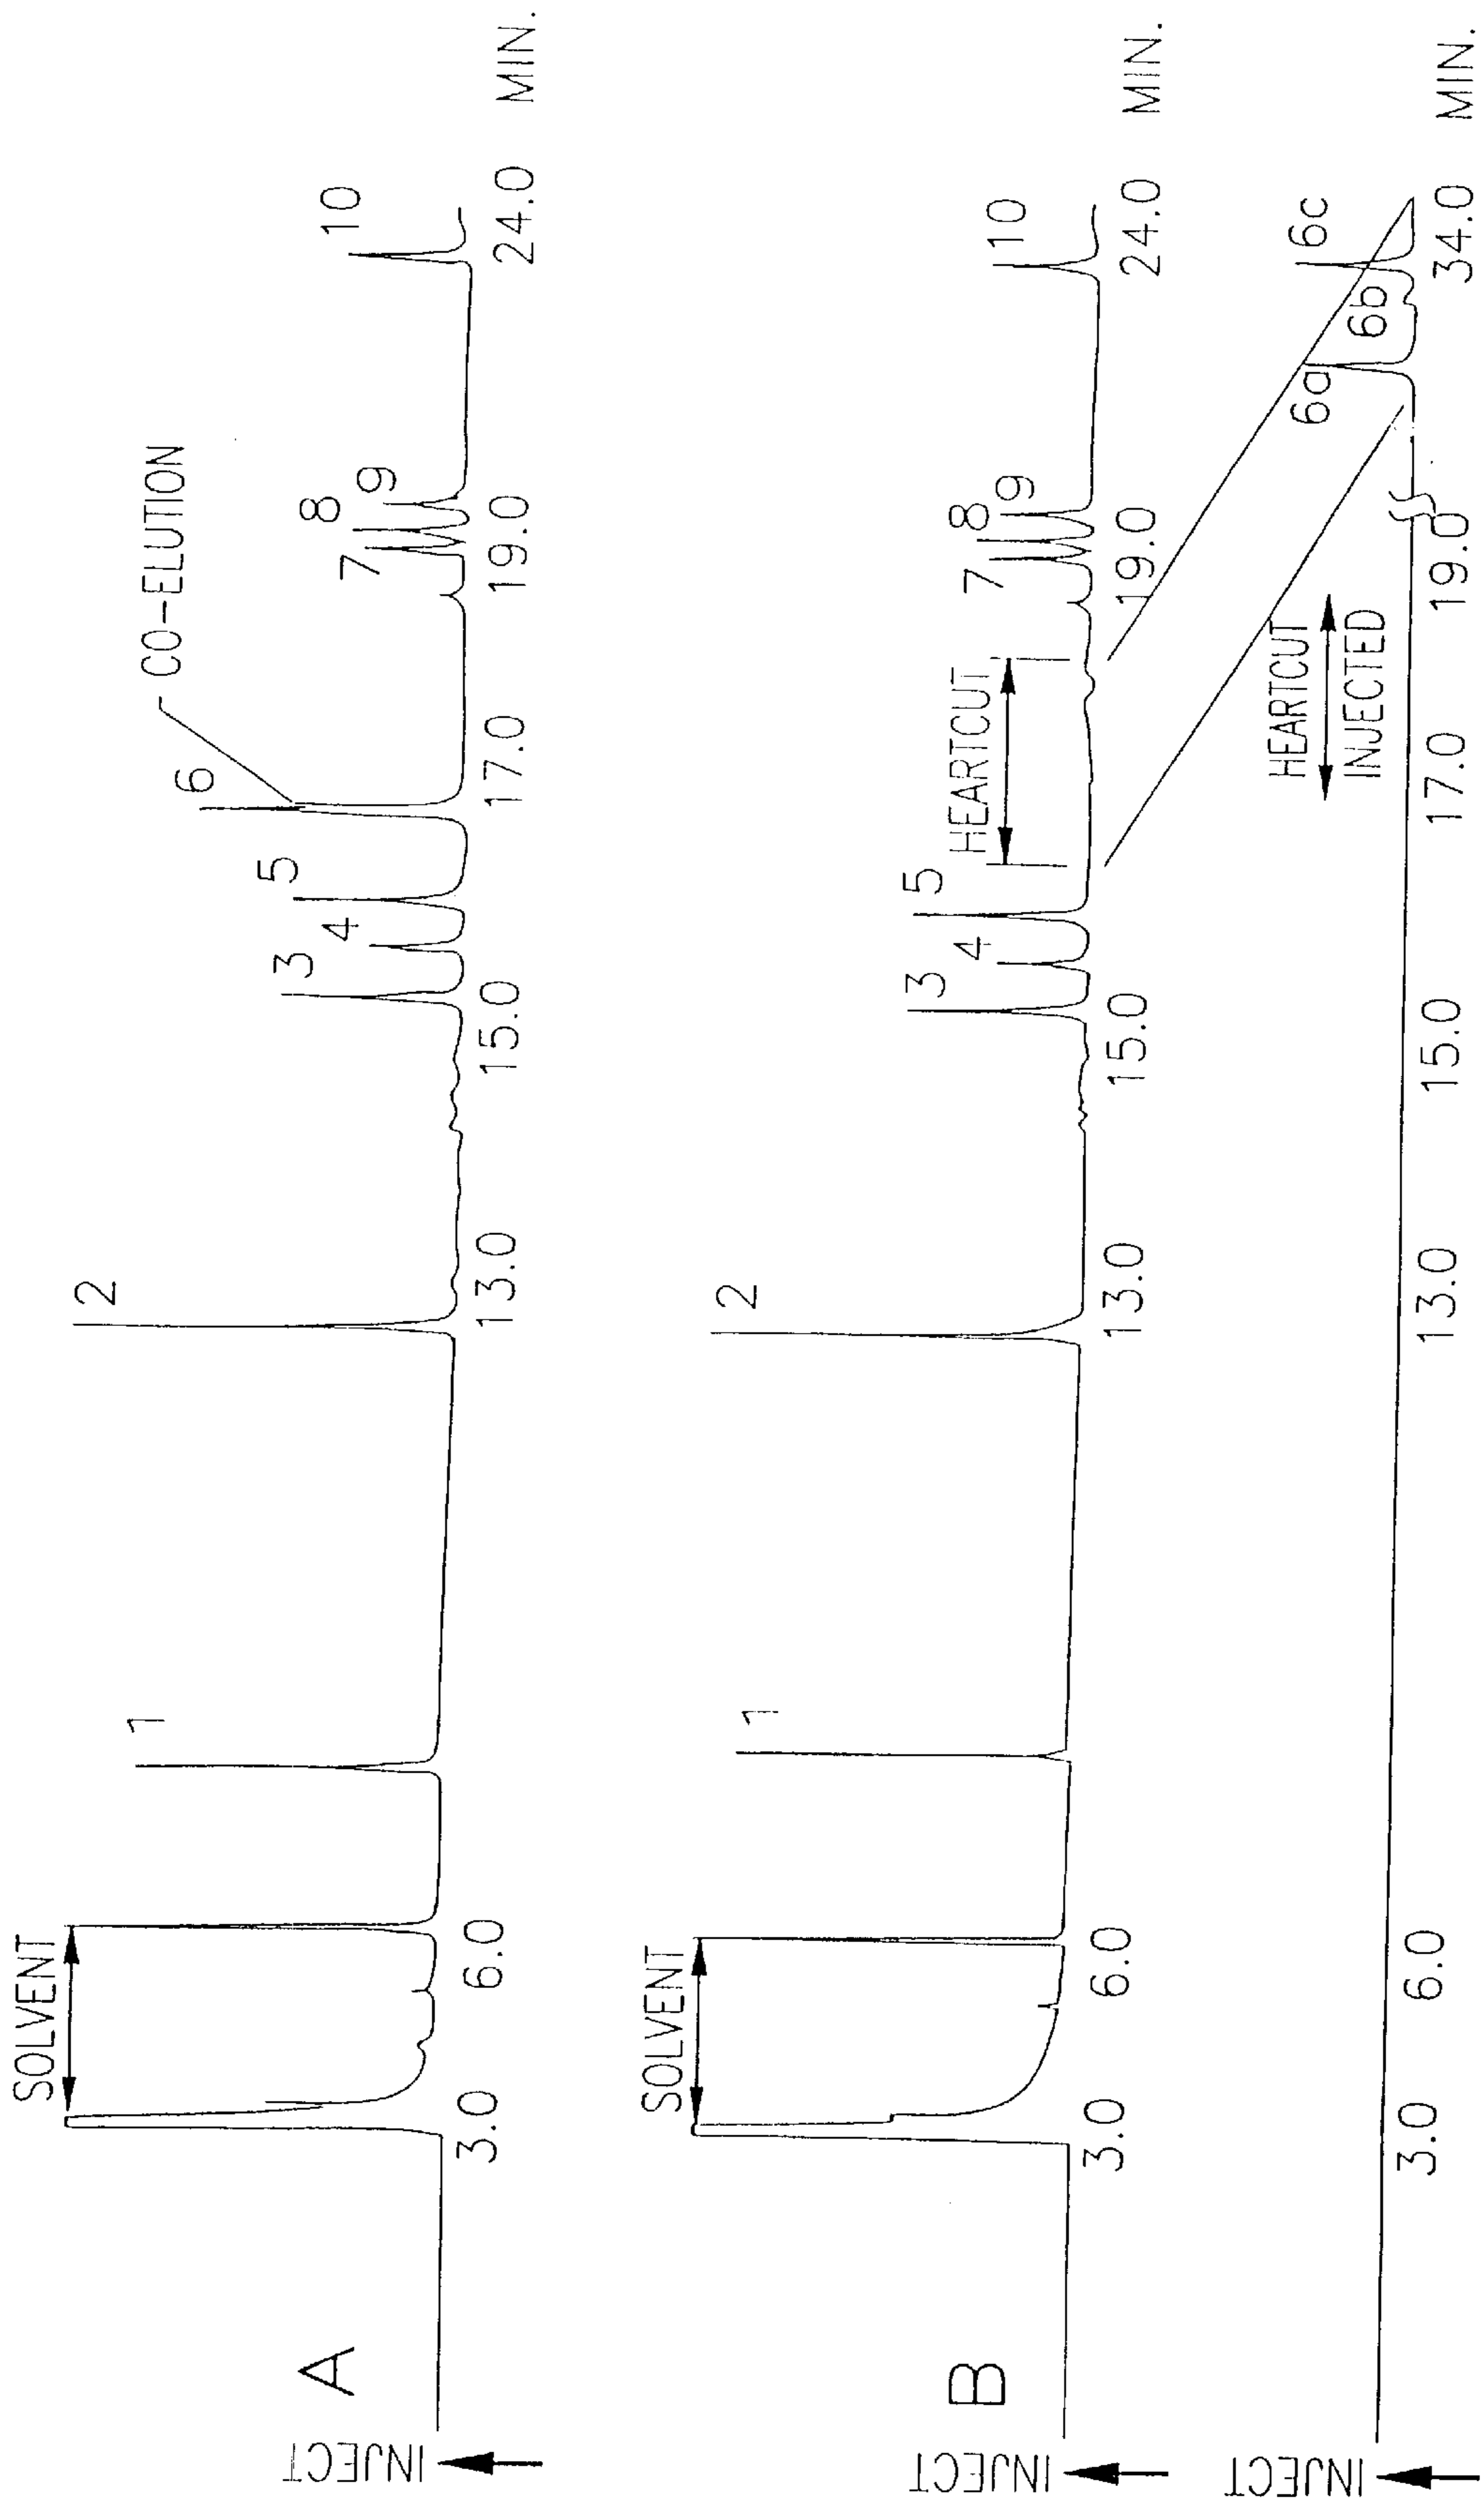 SOLVENT
A
CO-ELUTION
1
2
3
4
5
6
7
8
9
10
INJECT
3.0 6.0 13.0 15.0 17.0 19.0 24.0 MIN.
SOLVENT
B
1
2
3
4
5
HEARTCUT
7
8
9
10
INJECT
3.0 6.0 13.0 15.0 19.0 24.0 MIN.
HEARTCUT
INJECTED
6a
6b
6c
INJECT
3.0 6.0 13.0 15.0 17.0 19.0 34.0 MIN.